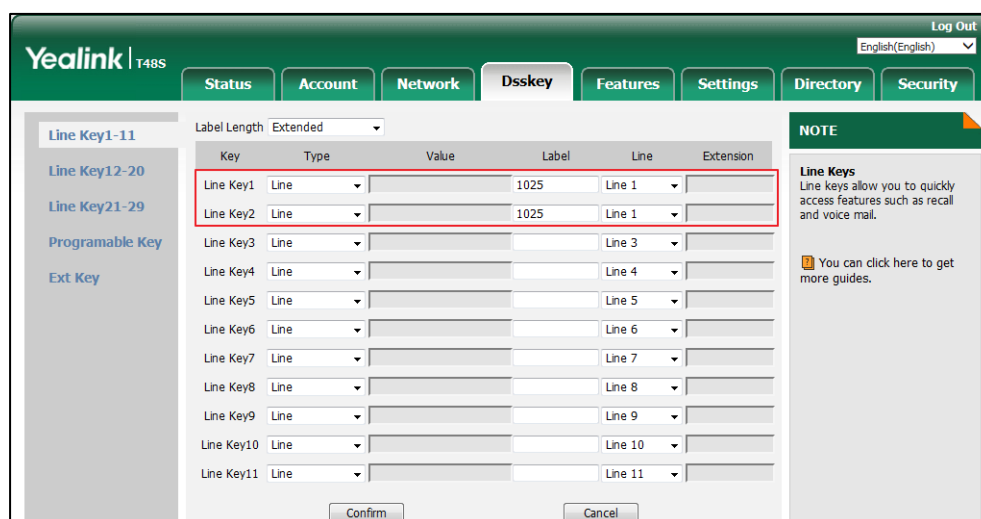 Log Out
Yealink T48S
English(English)
Status Account Network Dsskey Features Settings Directory Security
Line Key1-11
Line Key12-20
Line Key21-29
Programable Key
Ext Key
Label Length Extended
Key Type Value Label Line Extension
Line Key1 Line 1025 Line 1
Line Key2 Line 1025 Line 1
Line Key3 Line Line 3
Line Key4 Line Line 4
Line Key5 Line Line 5
Line Key6 Line Line 6
Line Key7 Line Line 7
Line Key8 Line Line 8
Line Key9 Line Line 9
Line Key10 Line Line 10
Line Key11 Line Line 11
Confirm Cancel
NOTE
Line Keys
Line keys allow you to quickly
access features such as recall
and voice mail.
? You can click here to get
more guides.